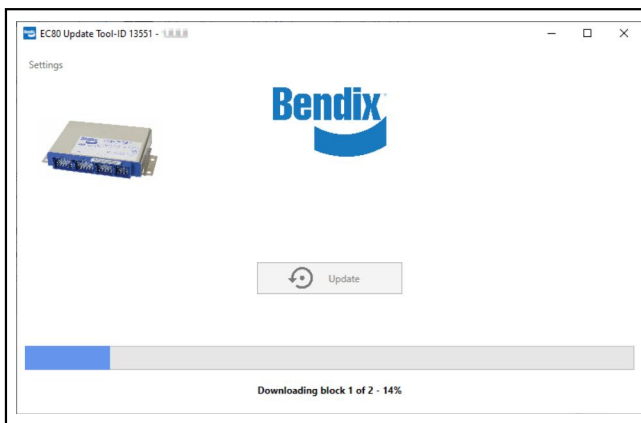 EC80 Update Tool-ID 13551 -
Settings
Bendix
Update
Downloading block 1 of 2 - 14%